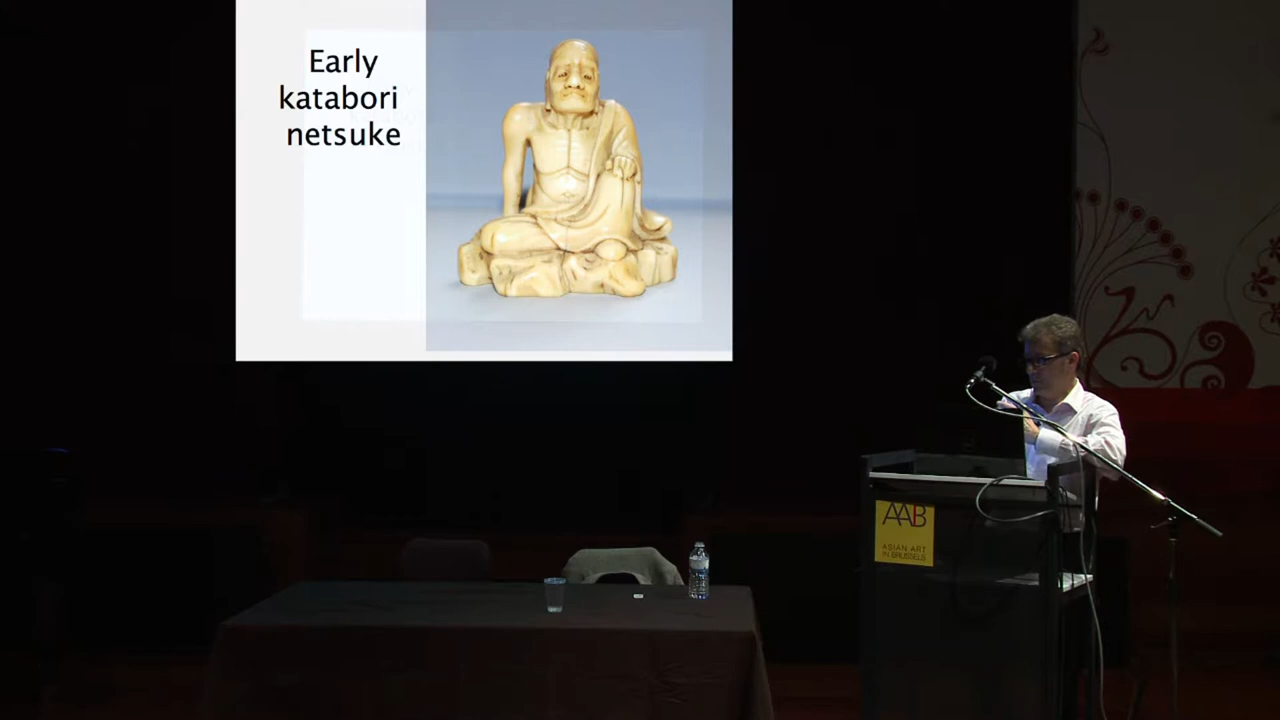 Early
katabori
netsuke
AAB
ASIAN ART
IN BRUSSELS